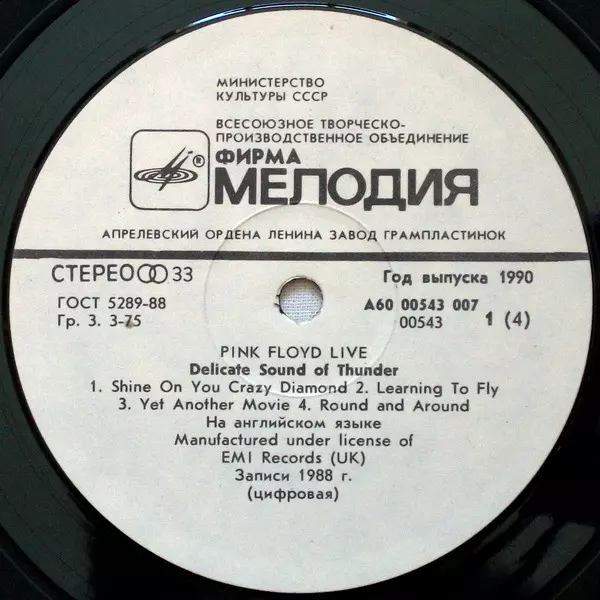 МИНИСТЕРСТВО
КУЛЬТУРЫ СССР
ВСЕСОЮЗНОЕ ТВОРЧЕСКО-
ПРОИЗВОДСТВЕННОЕ ОБЪЕДИНЕНИЕ
®
ФИРМА
МЕЛОДИЯ
АПРЕЛЕВСКИЙ ОРДЕНА ЛЕНИНА ЗАВОД ГРАМПЛАСТИНОК
СТЕРЕО 33
Год выпуска 1990
ГОСТ 5289-88
А60 00543 007
Гр. 3. 3-75
00543
1 (4)
PINK FLOYD LIVE
Delicate Sound of Thunder
1. Shine On You Crazy Diamond 2. Learning To Fly
3. Yet Another Movie 4. Round and Around
На английском языке
Manufactured under license of
EMI Records (UK)
Записи 1988 г.
(цифровая)